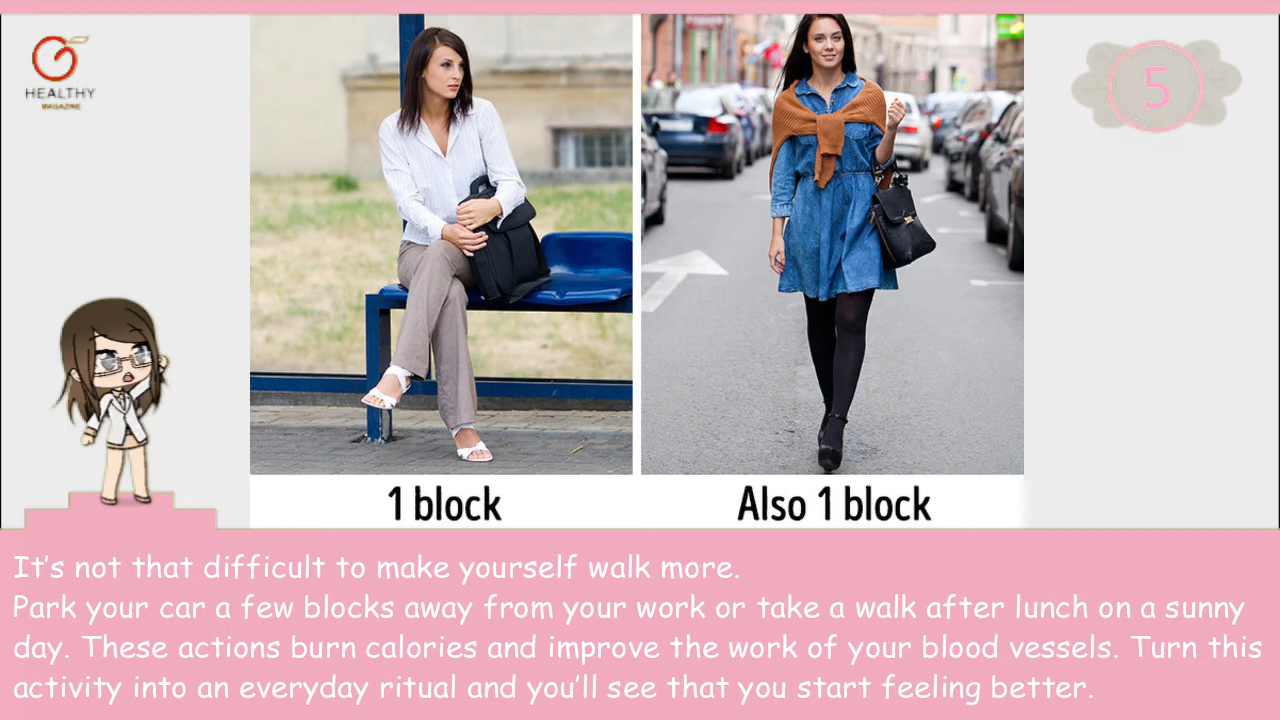 HEALTHY
MAGAZINE
5
1 block
Also 1 block
It's not that difficult to make yourself walk more.
Park your car a few blocks away from your work or take a walk after lunch on a sunny
day. These actions burn calories and improve the work of your blood vessels. Turn this
activity into an everyday ritual and you'll see that you start feeling better.